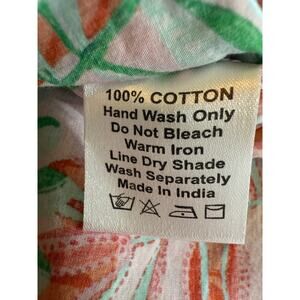 100% COTTON
Hand Wash Only
Do Not Bleach
Warm Iron
Line Dry Shade
Wash Separately
Made In India